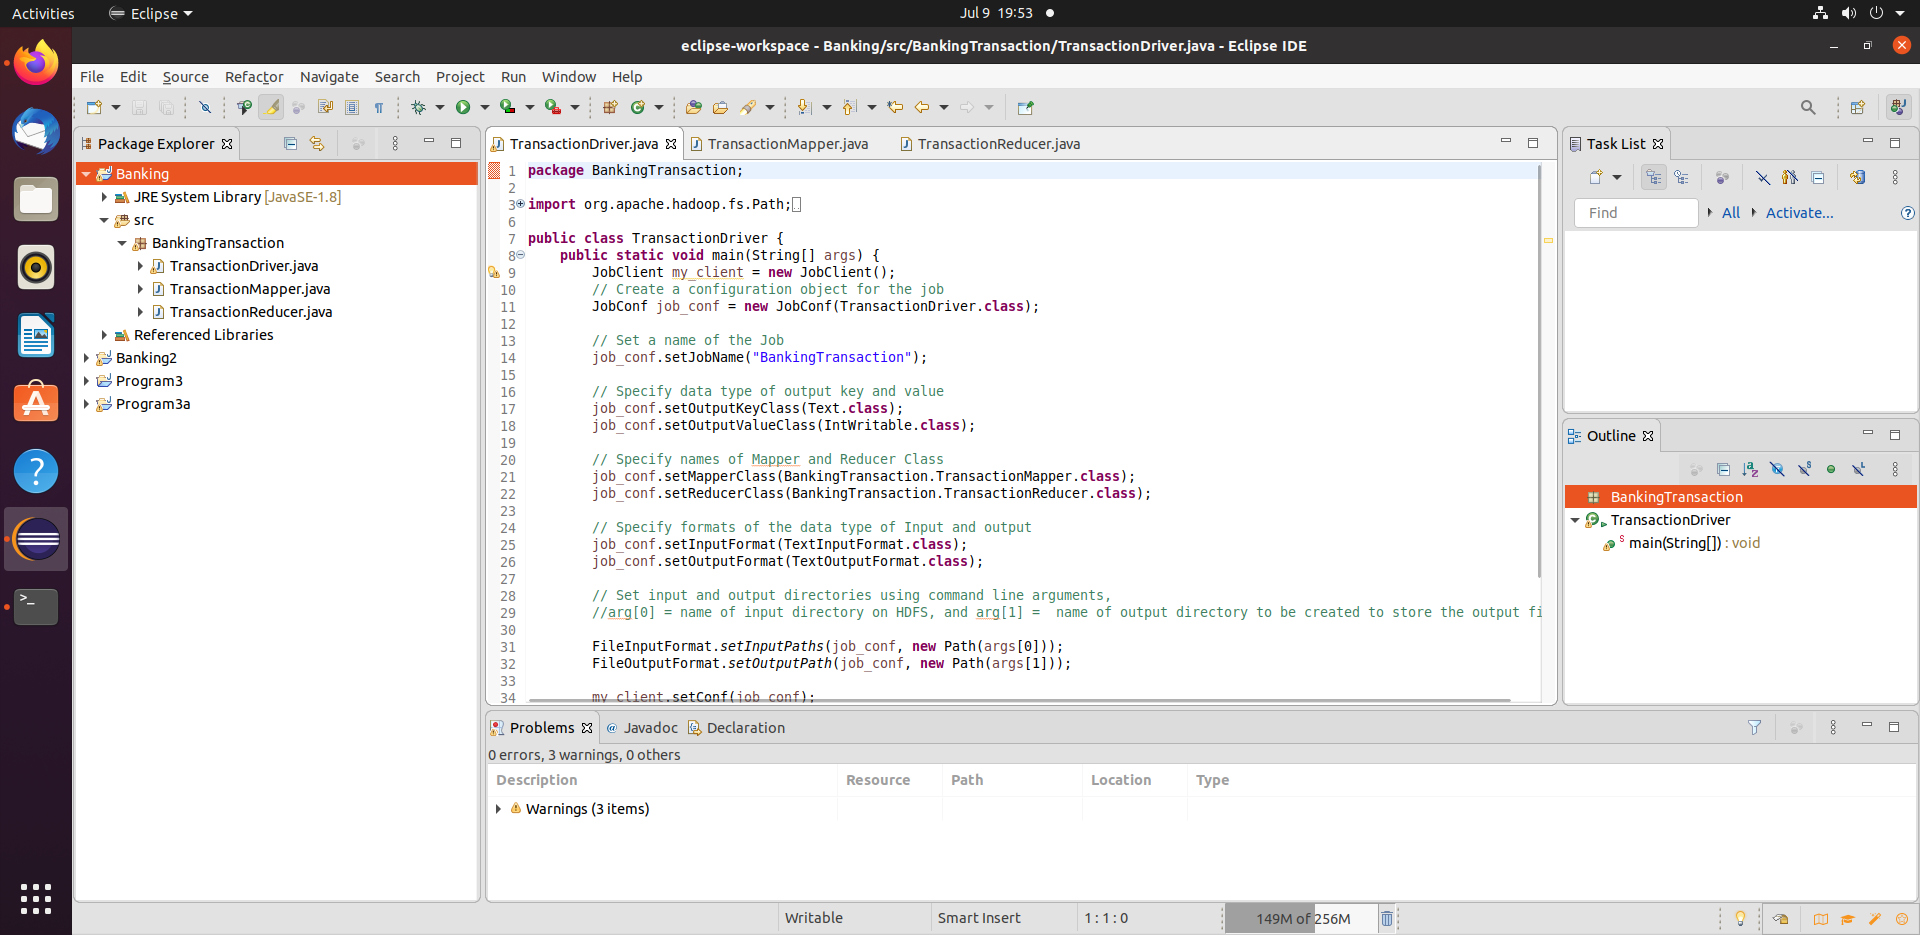 Activities Eclipse Jul 9 19:53
eclipse-workspace - Banking/src/BankingTransaction/TransactionDriver.java - Eclipse IDE
File Edit Source Refactor Navigate Search Project Run Window Help
Package Explorer
Banking
JRE System Library [JavaSE-1.8]
src
BankingTransaction
TransactionDriver.java
TransactionMapper.java
TransactionReducer.java
Referenced Libraries
Banking2
Program3
Program3a
TransactionDriver.java TransactionMapper.java TransactionReducer.java
1 package BankingTransaction;
2
3 import org.apache.hadoop.fs.Path;
6
7 public class TransactionDriver {
8 public static void main(String[] args) {
9 JobClient my_client = new JobClient();
10 // Create a configuration object for the job
11 JobConf job_conf = new JobConf(TransactionDriver.class);
12
13 // Set a name of the Job
14 job_conf.setJobName("BankingTransaction");
15
16 // Specify data type of output key and value
17 job_conf.setOutputKeyClass(Text.class);
18 job_conf.setOutputValueClass(IntWritable.class);
19
20 // Specify names of Mapper and Reducer Class
21 job_conf.setMapperClass(BankingTransaction.TransactionMapper.class);
22 job_conf.setReducerClass(BankingTransaction.TransactionReducer.class);
23
24 // Specify formats of the data type of Input and output
25 job_conf.setInputFormat(TextInputFormat.class);
26 job_conf.setOutputFormat(TextOutputFormat.class);
27
28 // Set input and output directories using command line arguments,
29 //arg[0] = name of input directory on HDFS, and arg[1] = name of output directory to be created to store the output fi
30
31 FileInputFormat.setInputPaths(job_conf, new Path(args[0]));
32 FileOutputFormat.setOutputPath(job_conf, new Path(args[1]));
33
34 my_client.setConf(job_conf);
Task List
Find All Activate...
Outline
BankingTransaction
TransactionDriver
main(String[]) : void
Problems Javadoc Declaration
0 errors, 3 warnings, 0 others
Description Resource Path Location Type
Warnings (3 items)
Writable Smart Insert 1 : 1 : 0 149M of 256M